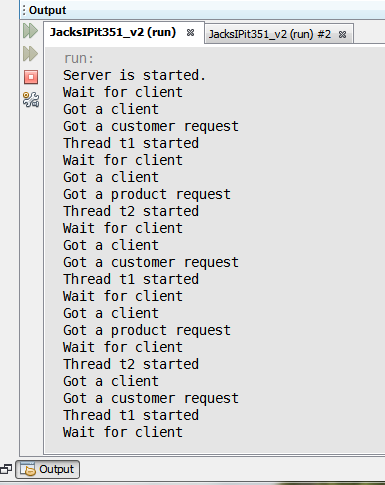 Output
JacksIPit351_v2 (run)
JacksIPit351_v2 (run) #2
run:
Server is started.
Wait for client
Got a client
Got a customer request
Thread t1 started
Wait for client
Got a client
Got a product request
Thread t2 started
Wait for client
Got a client
Got a customer request
Thread t1 started
Wait for client
Got a client
Got a product request
Wait for client
Thread t2 started
Got a client
Got a customer request
Thread t1 started
Wait for client
Output